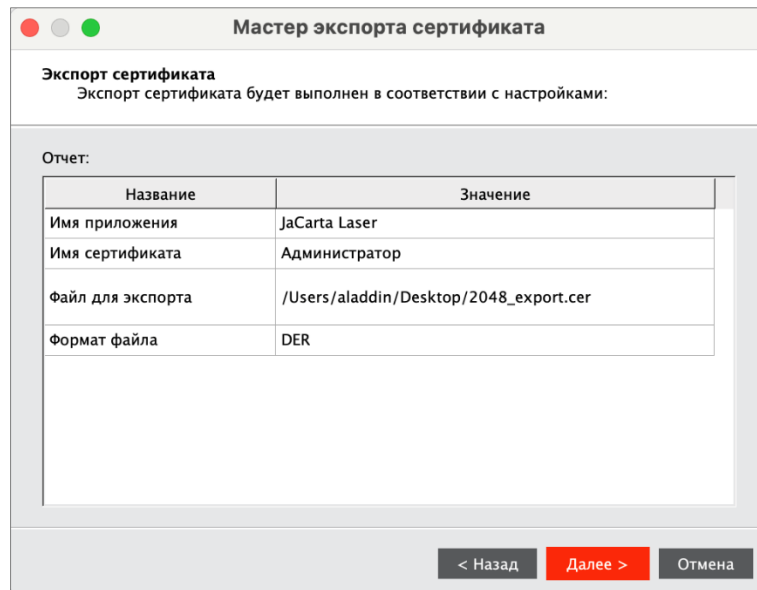 Мастер экспорта сертификата
Экспорт сертификата
Экспорт сертификата будет выполнен в соответствии с настройками:
Отчет:
Название Значение
Имя приложения JaCarta Laser
Имя сертификата Администратор
Файл для экспорта /Users/aladdin/Desktop/2048_export.cer
Формат файла DER
< Назад Далее > Отмена